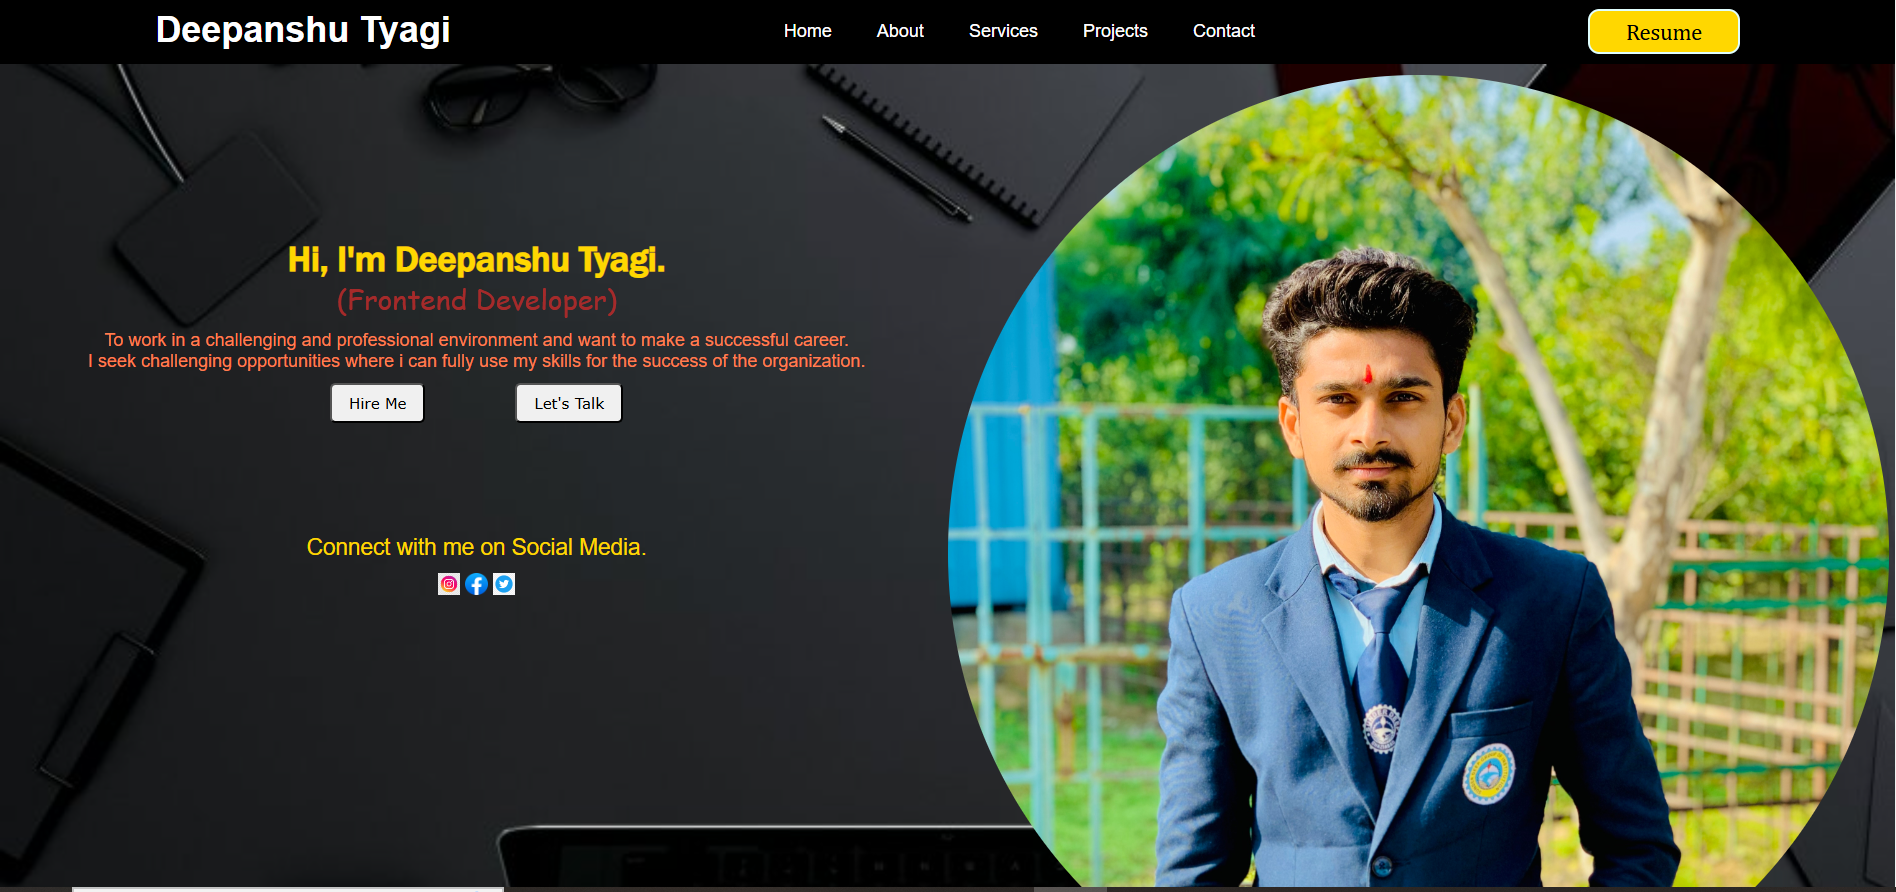 Deepanshu Tyagi
Home About Services Projects Contact
Resume
Hi, I'm Deepanshu Tyagi.
(Frontend Developer)
To work in a challenging and professional environment and want to make a successful career.
I seek challenging opportunities where i can fully use my skills for the success of the organization.
Hire Me
Let's Talk
Connect with me on Social Media.